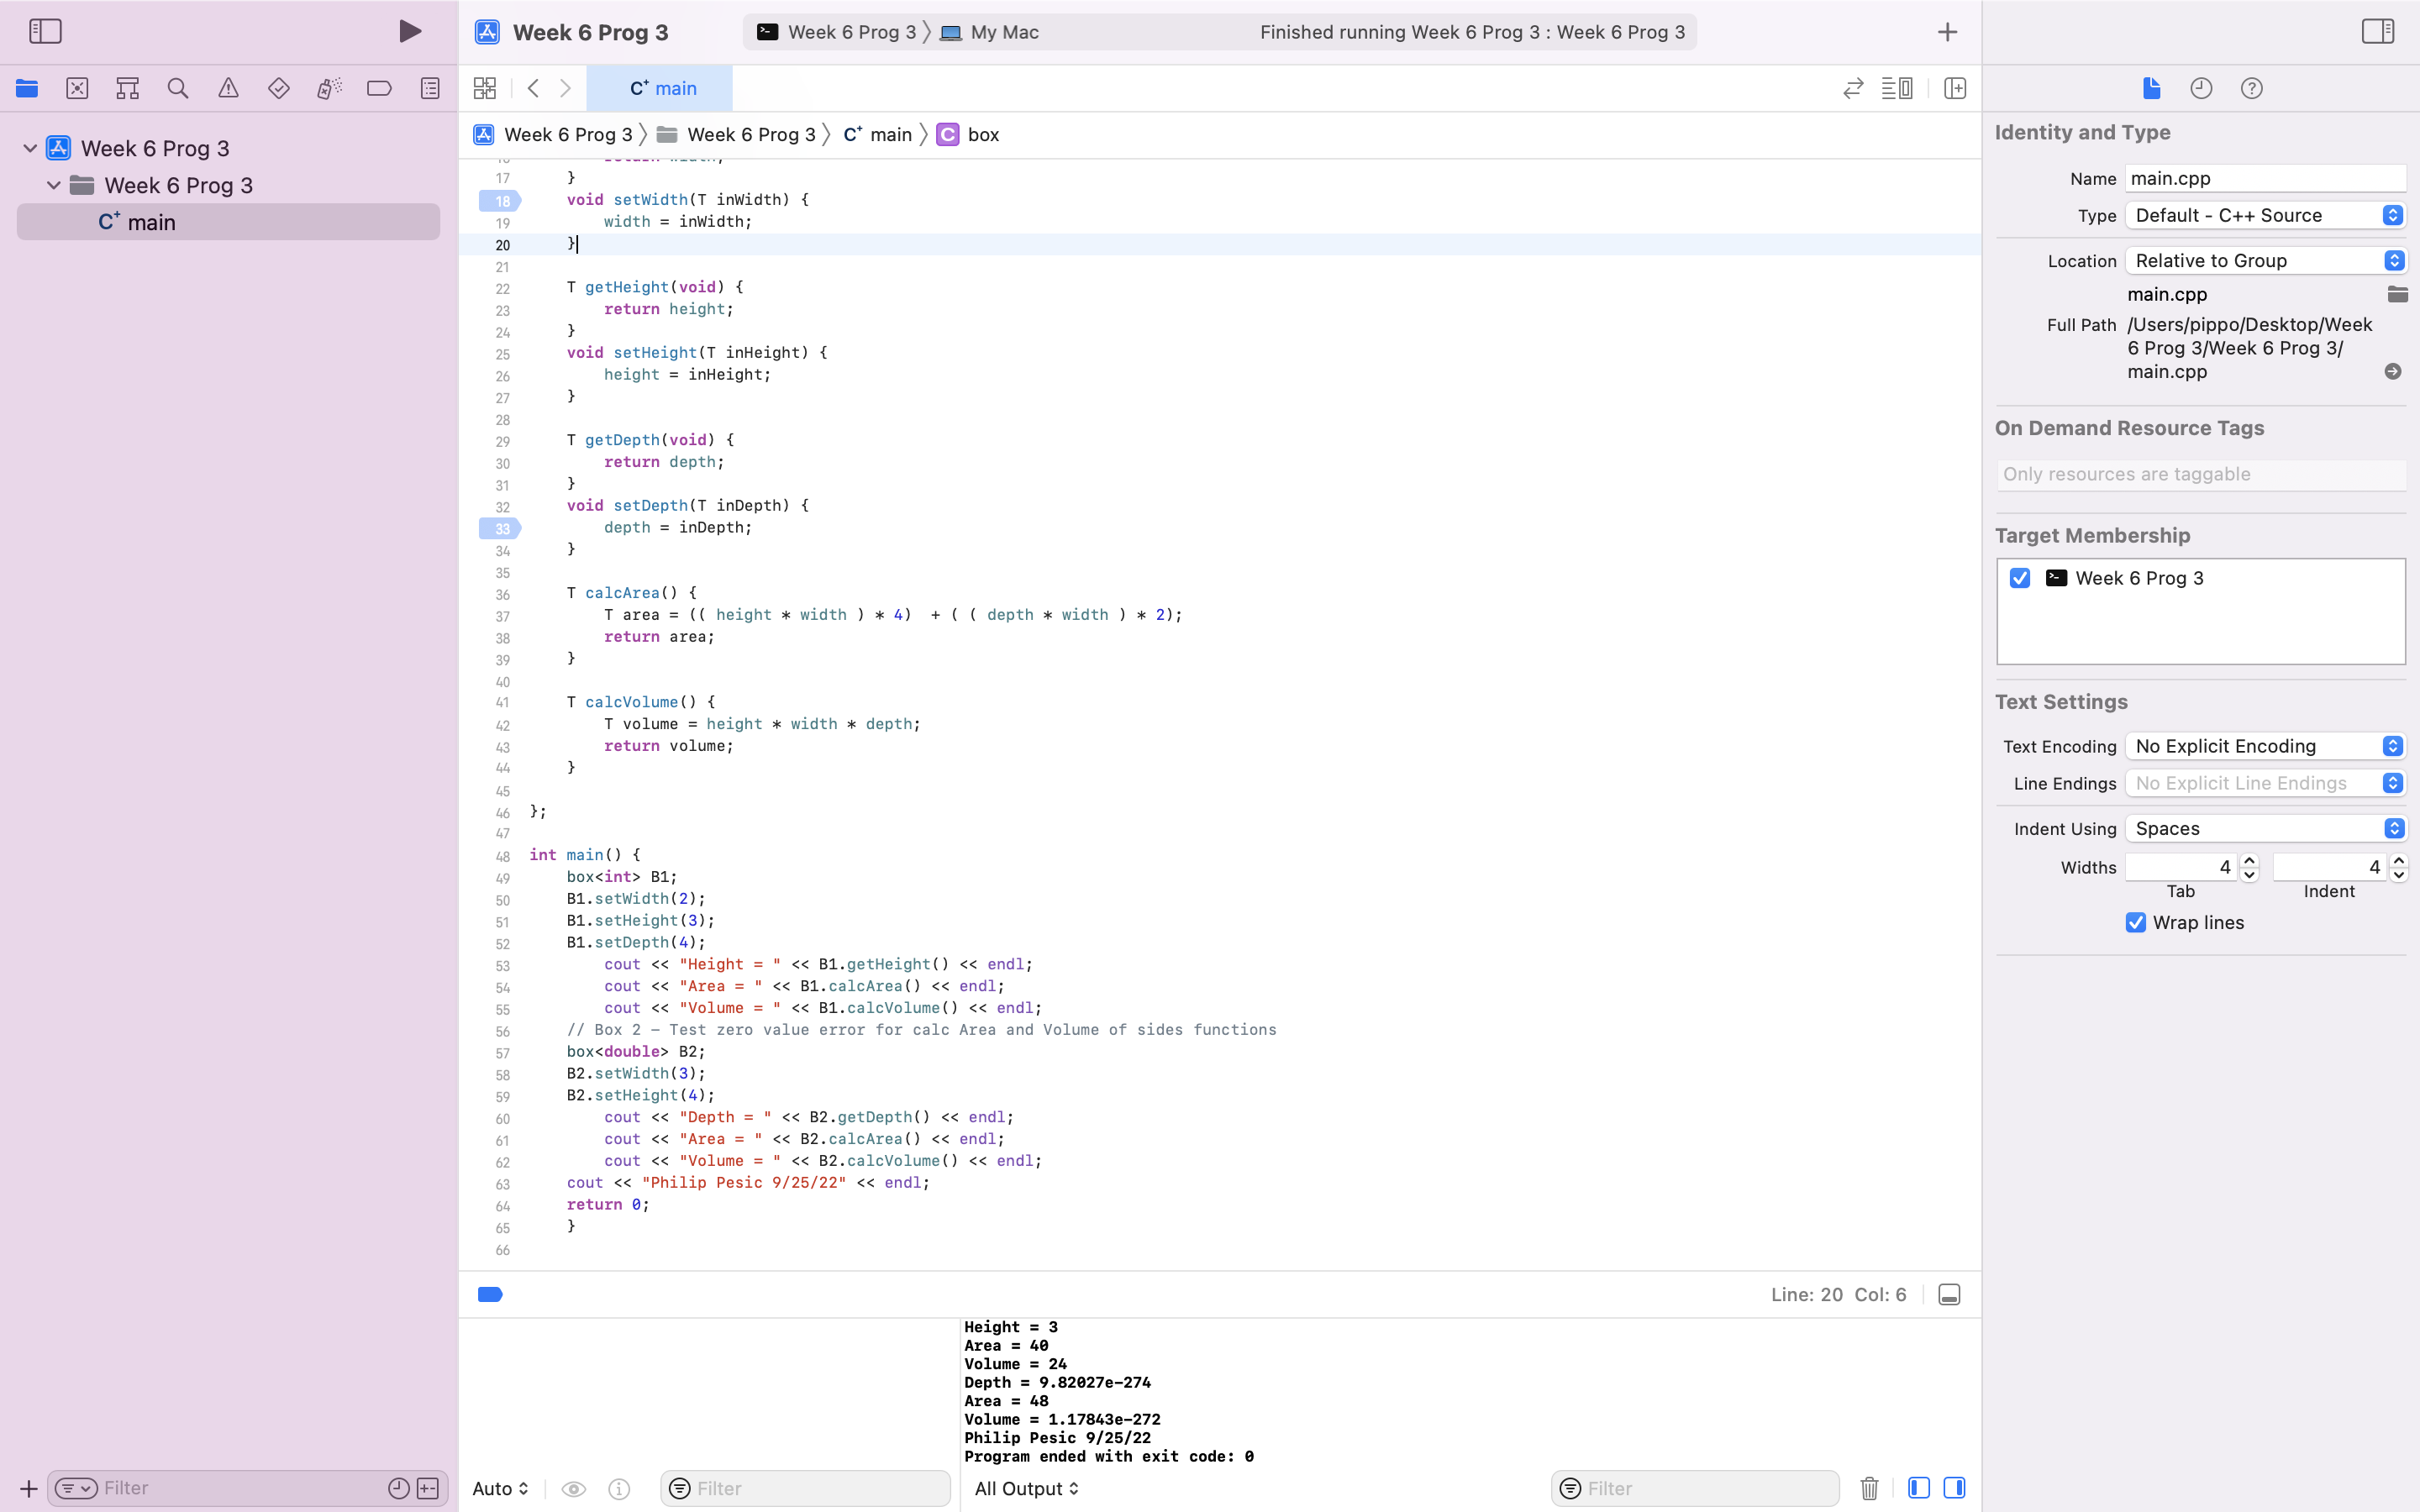 Week 6 Prog 3
Week 6 Prog 3
My Mac
Finished running Week 6 Prog 3 : Week 6 Prog 3
main
Week 6 Prog 3
Week 6 Prog 3
main
Week 6 Prog 3
Week 6 Prog 3
main
box
17 }
18 void setWidth(T inWidth) {
19 width = inWidth;
20 }
21
22 T getHeight(void) {
23 return height;
24 }
25 void setHeight(T inHeight) {
26 height = inHeight;
27 }
28
29 T getDepth(void) {
30 return depth;
31 }
32 void setDepth(T inDepth) {
33 depth = inDepth;
34 }
35
36 T calcArea() {
37 T area = (( height * width ) * 4)  + ( ( depth * width ) * 2);
38 return area;
39 }
40
41 T calcVolume() {
42 T volume = height * width * depth;
43 return volume;
44 }
45
46 };
47
48 int main() {
49 box<int> B1;
50 B1.setWidth(2);
51 B1.setHeight(3);
52 B1.setDepth(4);
53 cout << "Height = " << B1.getHeight() << endl;
54 cout << "Area = " << B1.calcArea() << endl;
55 cout << "Volume = " << B1.calcVolume() << endl;
56 // Box 2 – Test zero value error for calc Area and Volume of sides functions
57 box<double> B2;
58 B2.setWidth(3);
59 B2.setHeight(4);
60 cout << "Depth = " << B2.getDepth() << endl;
61 cout << "Area = " << B2.calcArea() << endl;
62 cout << "Volume = " << B2.calcVolume() << endl;
63 cout << "Philip Pesic 9/25/22" << endl;
64 return 0;
65 }
66
Line: 20 Col: 6
Height = 3
Area = 40
Volume = 24
Depth = 9.82027e-274
Area = 48
Volume = 1.17843e-272
Philip Pesic 9/25/22
Program ended with exit code: 0
Filter
Auto
Filter
All Output
Filter
Identity and Type
Name main.cpp
Type Default - C++ Source
Location Relative to Group
main.cpp
Full Path /Users/pippo/Desktop/Week
6 Prog 3/Week 6 Prog 3/
main.cpp
On Demand Resource Tags
Only resources are taggable
Target Membership
Week 6 Prog 3
Text Settings
Text Encoding No Explicit Encoding
Line Endings No Explicit Line Endings
Indent Using Spaces
Widths 4 4
Tab Indent
Wrap lines